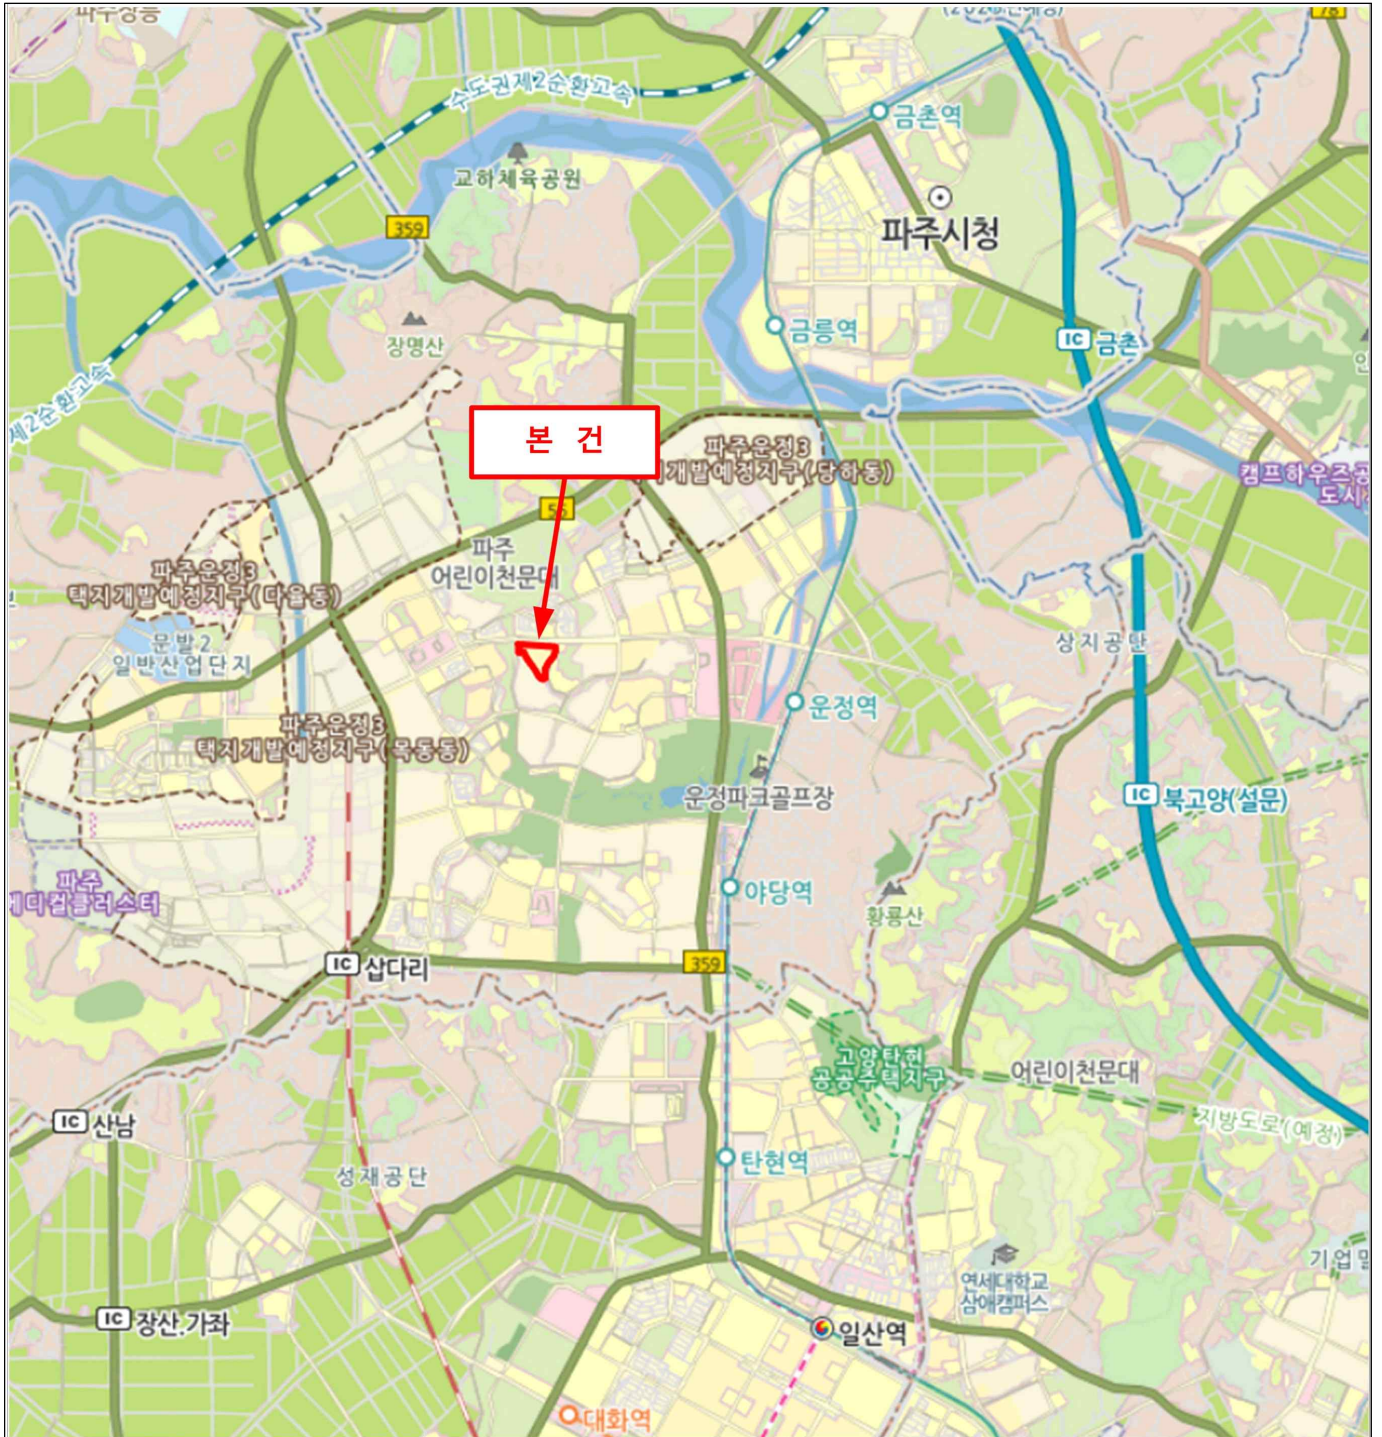 78
수도권제2순환고속
금촌역
교하체육공원
359
파주시청
장명산
금릉역
IC 금촌
제2순환고속
본 건
파주운정3
개발예정지구(당하동)
캠프하우즈공
도시
56
파주
어린이천문대
파주운정3
택지개발예정지구(다율동)
문발2
일반산업단지
상지공단
운정역
파주운정3
택지개발예정지구(목동동)
운정파크골프장
IC 북고양(설문)
파주
메디컬클러스터
야당역
황룡산
359
IC 삽다리
고양탄현
공공주택지구
어린이천문대
IC 산남
지방도로(예정)
탄현역
성재공단
기업
연세대학교
삼애캠퍼스
IC 장산.가좌
일산역
대화역